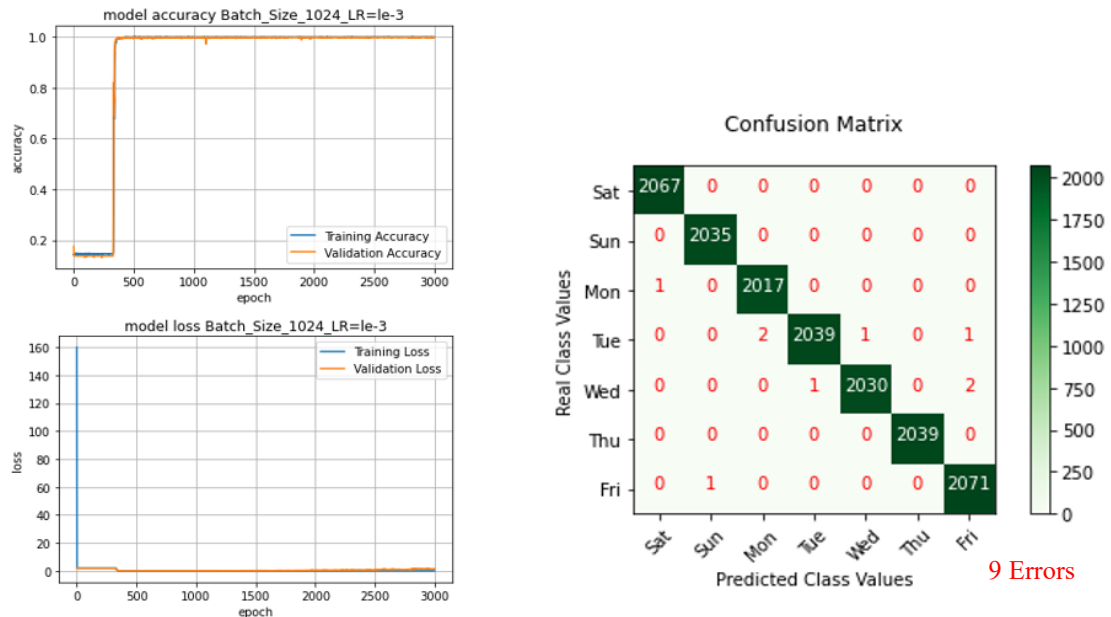 model accuracy Batch_Size_1024_LR=le-3
1.0
0.8
0.6
0.4
0.2
accuracy
Training Accuracy
Validation Accuracy
0 500 1000 1500 2000 2500 3000
epoch
model loss Batch_Size_1024_LR=le-3
160
140
120
100
80
60
40
20
0
loss
Training Loss
Validation Loss
0 500 1000 1500 2000 2500 3000
epoch
Confusion Matrix
Real Class Values
Sat 2067 0 0 0 0 0 0
Sun 0 2035 0 0 0 0 0
Mon 1 0 2017 0 0 0 0
Tue 0 0 2 2039 1 0 1
Wed 0 0 0 1 2030 0 2
Thu 0 0 0 0 0 2039 0
Fri 0 1 0 0 0 0 2071
Sat Sun Mon Tue Wed Thu Fri
Predicted Class Values
2000
1750
1500
1250
1000
750
500
250
0
9 Errors